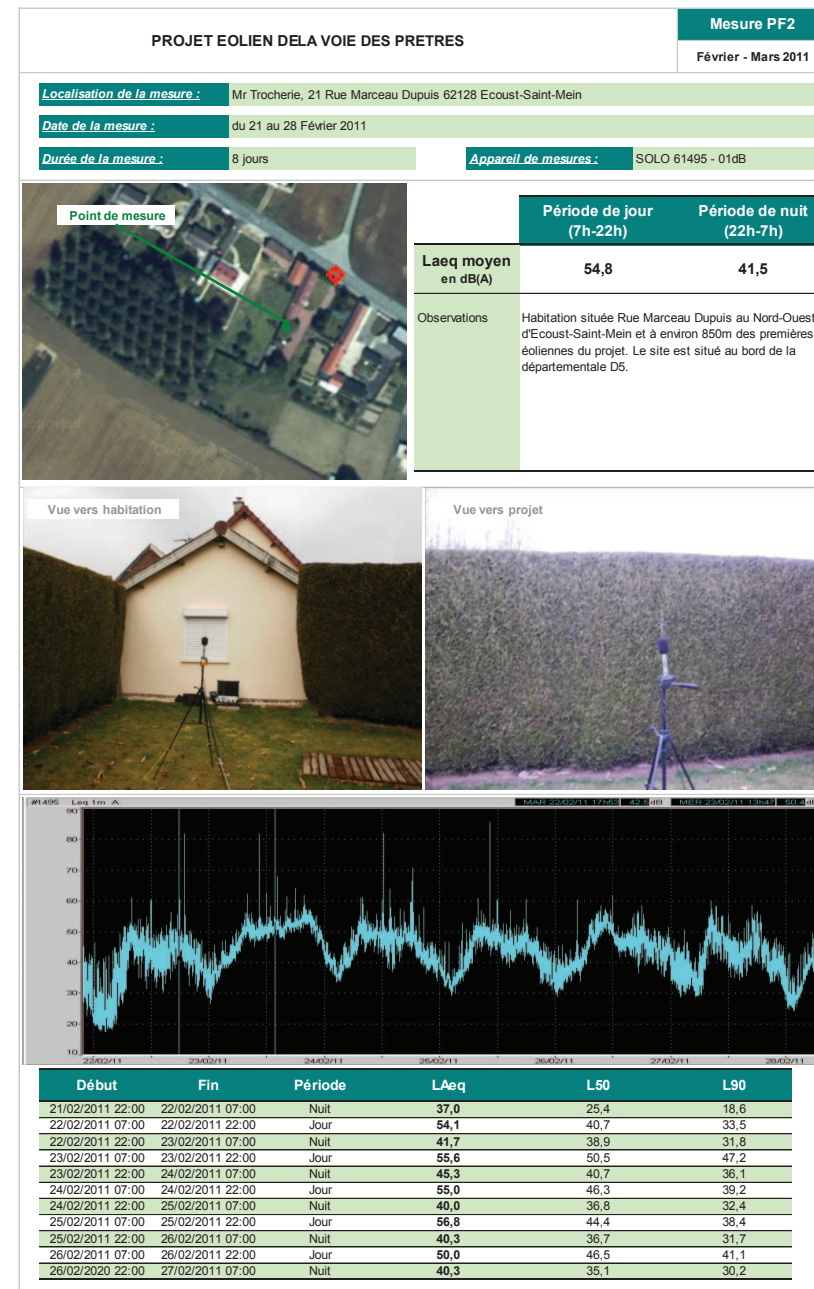 PROJET EOLIEN DELA VOIE DES PRETRES
Mesure PF2
Février - Mars 2011
Localisation de la mesure : Mr Trocherie, 21 Rue Marceau Dupuis 62128 Ecoust-Saint-Mein
Date de la mesure : du 21 au 28 Février 2011
Durée de la mesure : 8 jours Appareil de mesures : SOLO 61495 - 01dB
Point de mesure
Période de jour Période de nuit
(7h-22h) (22h-7h)
Laeq moyen
en dB(A)
54,8 41,5
Observations
Habitation située Rue Marceau Dupuis au Nord-Ouest
d'Ecoust-Saint-Mein et à environ 850m des premières
éoliennes du projet. Le site est situé au bord de la
départementale D5.
Vue vers habitation
Vue vers projet
#1495 Leq 1m A MAR 22/02/11 17h53 42.5 dB MER 23/02/11 13h47 50.4 dB
90
80
70
60
50
40
30
20
10
22/02/11 23/02/11 24/02/11 25/02/11 26/02/11 27/02/11 28/02/11
Début Fin Période LAeq L50 L90
21/02/2011 22:00 22/02/2011 07:00 Nuit 37,0 25,4 18,6
22/02/2011 07:00 22/02/2011 22:00 Jour 54,1 40,7 33,5
22/02/2011 22:00 23/02/2011 07:00 Nuit 41,7 38,9 31,8
23/02/2011 07:00 23/02/2011 22:00 Jour 55,6 50,5 47,2
23/02/2011 22:00 24/02/2011 07:00 Nuit 45,3 40,7 36,1
24/02/2011 07:00 24/02/2011 22:00 Jour 55,0 46,3 39,2
24/02/2011 22:00 25/02/2011 07:00 Nuit 40,0 36,8 32,4
25/02/2011 07:00 25/02/2011 22:00 Jour 56,8 44,4 38,4
25/02/2011 22:00 26/02/2011 07:00 Nuit 40,3 36,7 31,7
26/02/2011 07:00 26/02/2011 22:00 Jour 50,0 46,5 41,1
26/02/2020 22:00 27/02/2011 07:00 Nuit 40,3 35,1 30,2